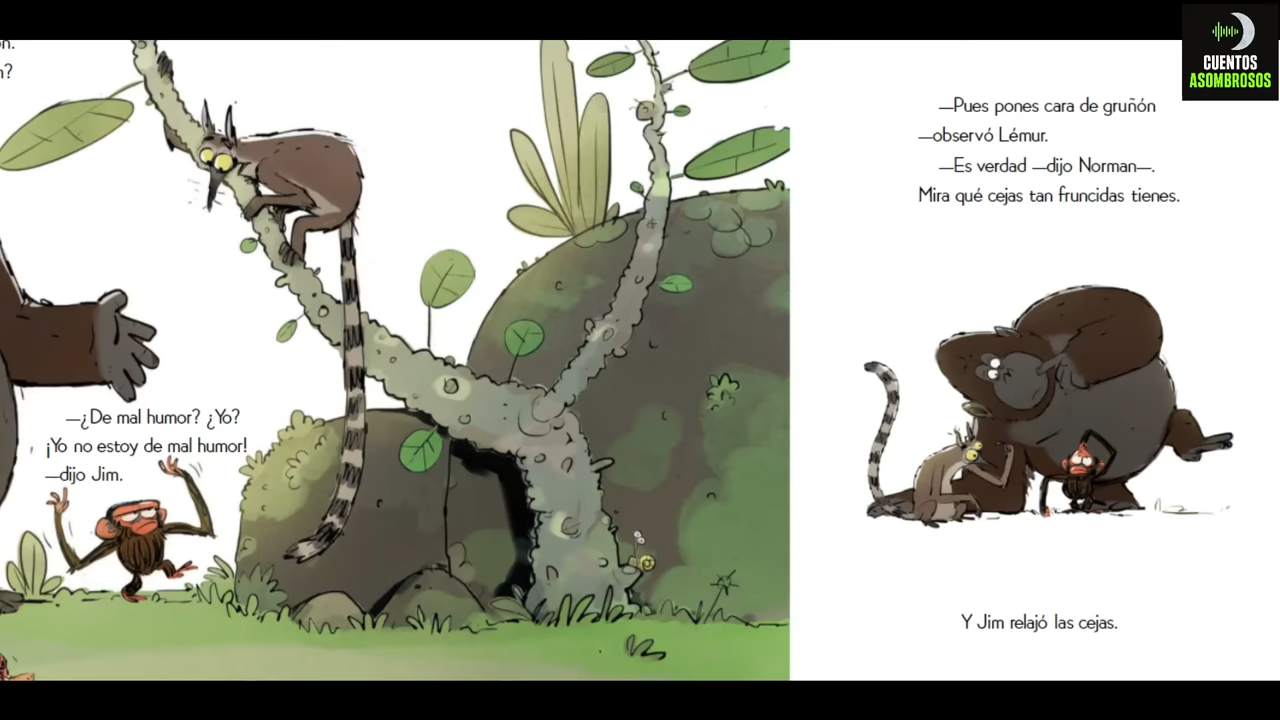 n?
—¿De mal humor? ¿Yo?
¡Yo no estoy de mal humor!
—dijo Jim.
—Pues pones cara de gruñón
—observó Lémur.
—Es verdad —dijo Norman—.
Mira qué cejas tan fruncidas tienes.
Y Jim relajó las cejas.
CUENTOS
ASOMBROSOS